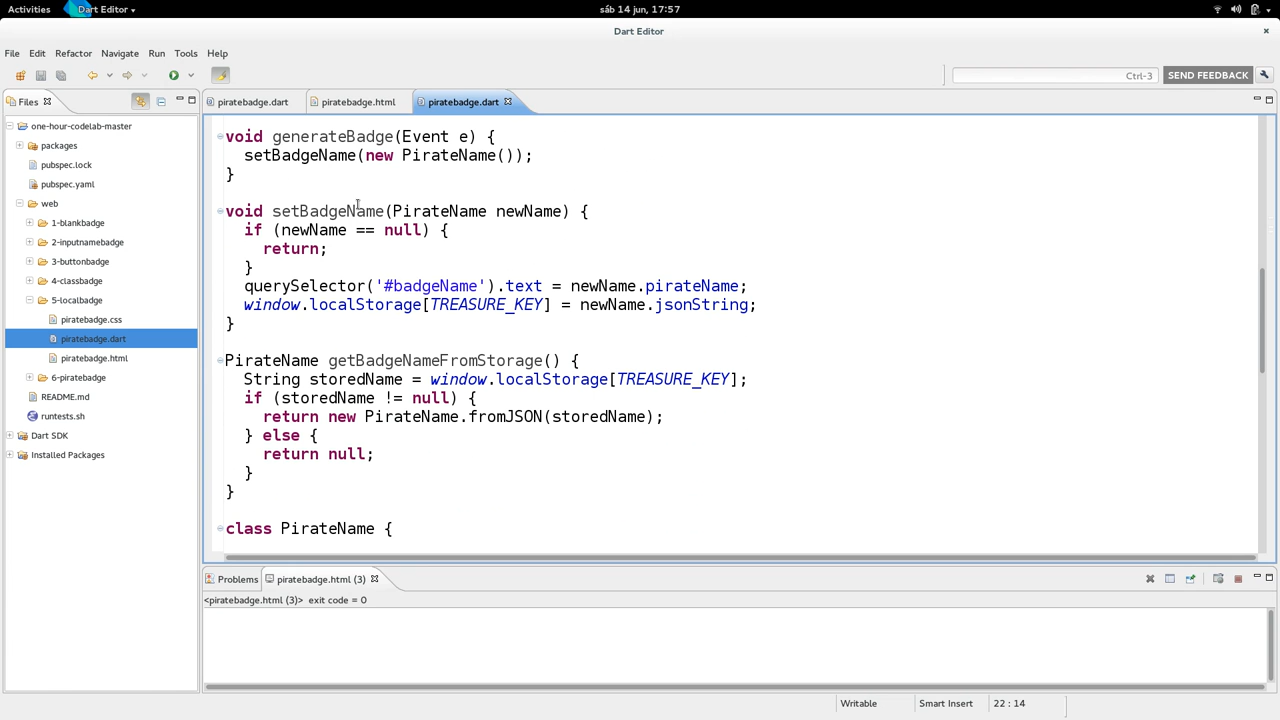 Activities Dart Editor sáb 14 jun, 17:57
Dart Editor
File Edit Refactor Navigate Run Tools Help
Ctrl-3 SEND FEEDBACK
Files piratebadge.dart piratebadge.html piratebadge.dart
one-hour-codelab-master
packages
pubspec.lock
pubspec.yaml
web
1-blankbadge
2-inputnamebadge
3-buttonbadge
4-classbadge
5-localbadge
piratebadge.css
piratebadge.dart
piratebadge.html
6-piratebadge
README.md
runtests.sh
Dart SDK
Installed Packages
void generateBadge(Event e) {
setBadgeName(new PirateName());
}
void setBadgeName(PirateName newName) {
if (newName == null) {
return;
}
querySelector('#badgeName').text = newName.pirateName;
window.localStorage[TREASURE_KEY] = newName.jsonString;
}
PirateName getBadgeNameFromStorage() {
String storedName = window.localStorage[TREASURE_KEY];
if (storedName != null) {
return new PirateName.fromJSON(storedName);
} else {
return null;
}
}
class PirateName {
Problems piratebadge.html (3)
<piratebadge.html (3)> exit code = 0
Writable Smart Insert 22 : 14